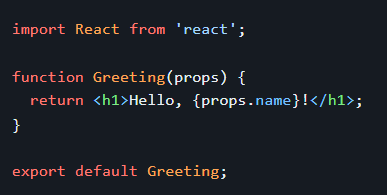 import React from 'react';
function Greeting(props) {
return <h1>Hello, {props.name}!</h1>;
}
export default Greeting;